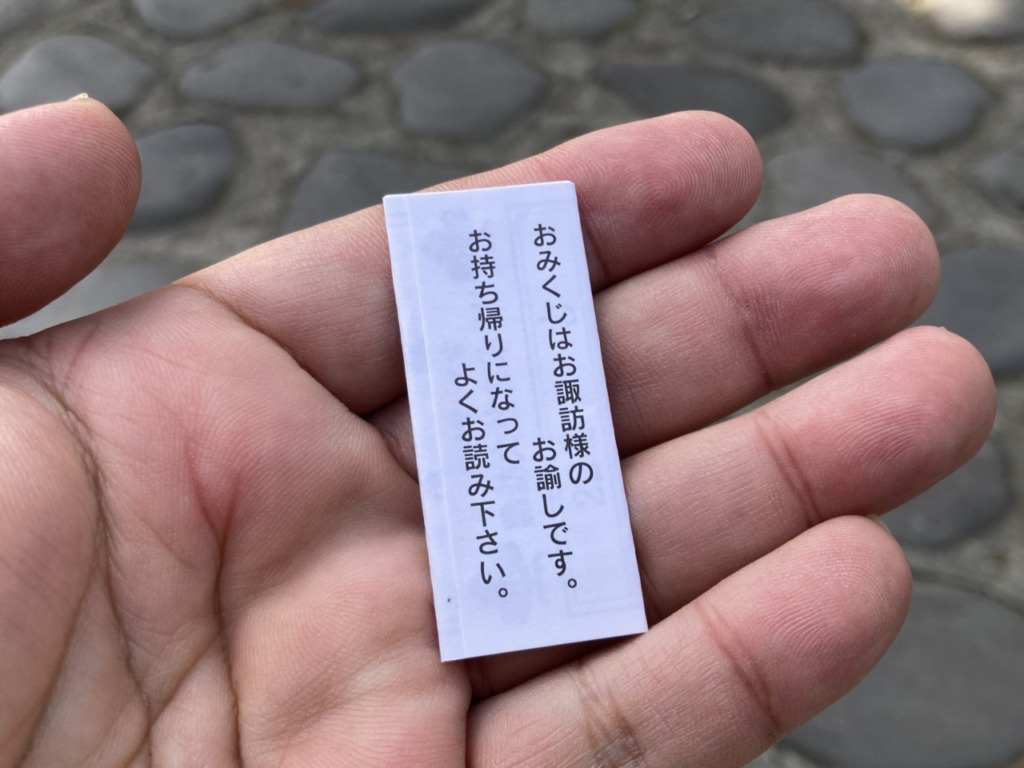 おみくじはお諏訪様の
お諭しです。
お持ち帰りになって
よくお読み下さい。